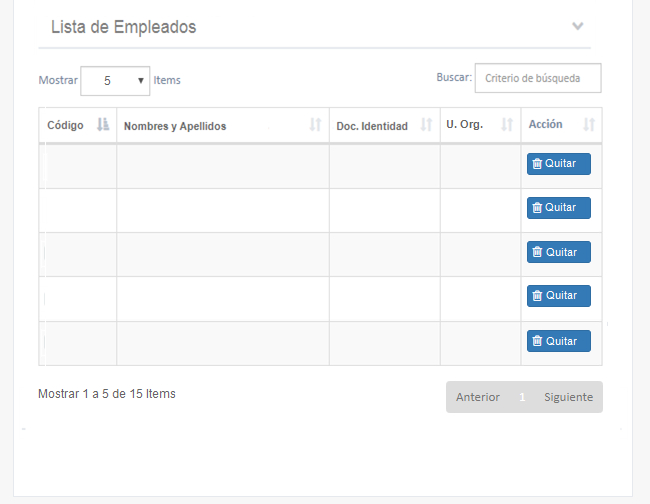 Lista de Empleados
Mostrar 5 Items Buscar: Criterio de búsqueda
Código Nombres y Apellidos Doc. Identidad U. Org. Acción
Quitar
Quitar
Quitar
Quitar
Quitar
Mostrar 1 a 5 de 15 Items Anterior 1 Siguiente